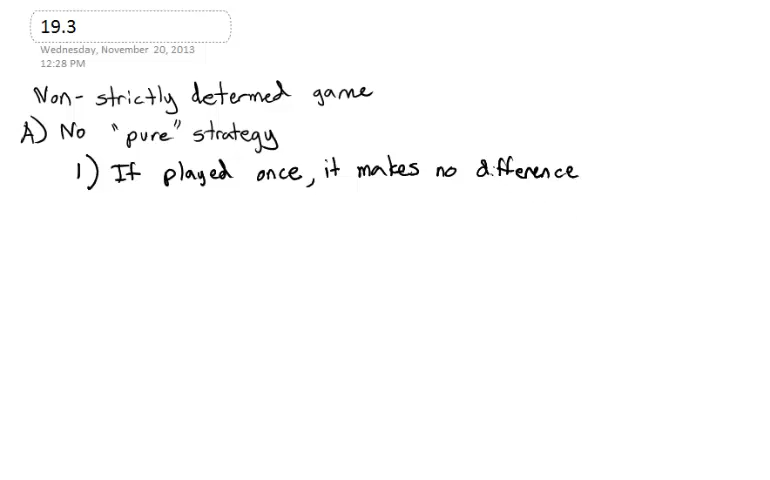 19.3
Wednesday, November 20, 2013
12:28 PM
Non-strictly determed game
A) No "pure" strategy
1) If played once, it makes no difference